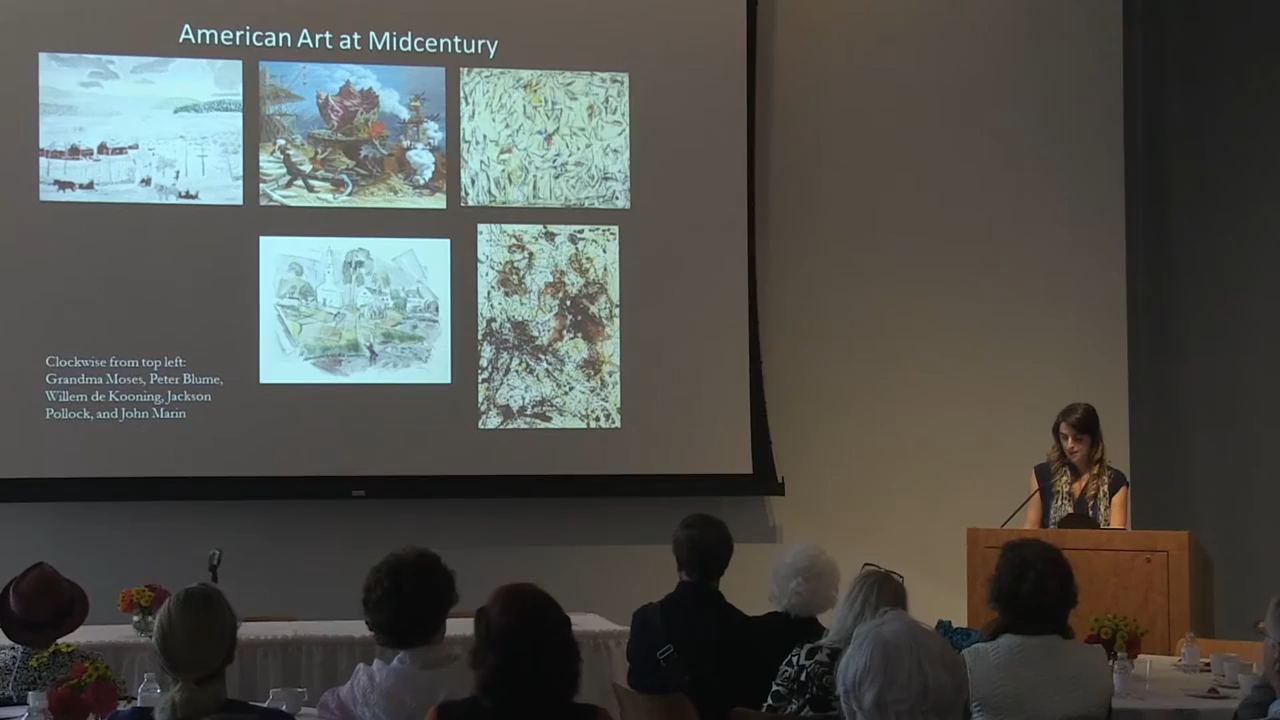 American Art at Midcentury
Clockwise from top left:
Grandma Moses, Peter Blume,
Willem de Kooning, Jackson
Pollock, and John Marin